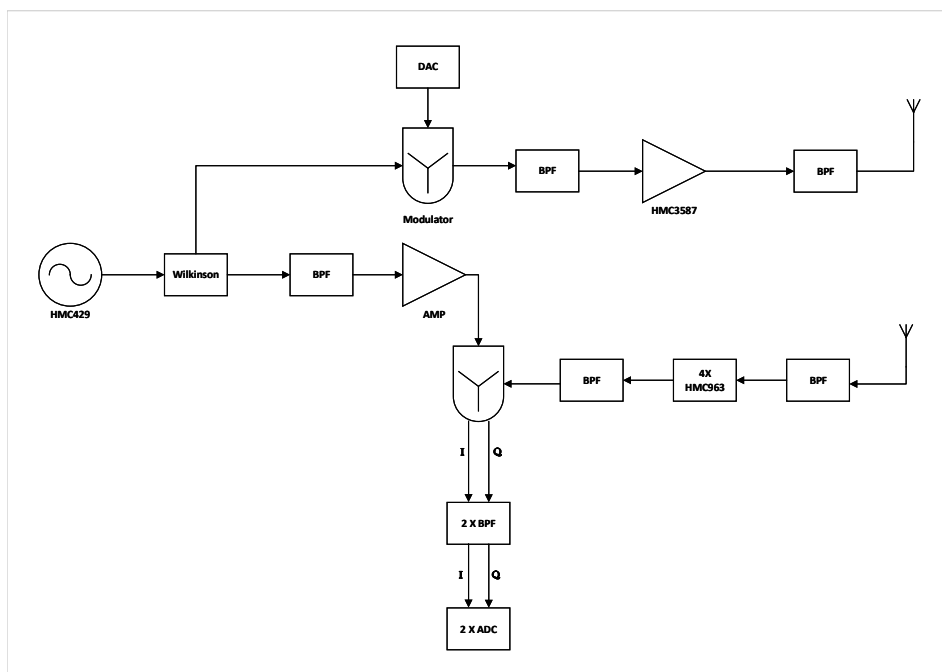 DAC
Modulator
BPF
HMC3587
BPF
HMC429
Wilkinson
BPF
AMP
BPF
4X
HMC963
BPF
I
Q
2 X BPF
I
Q
2 X ADC